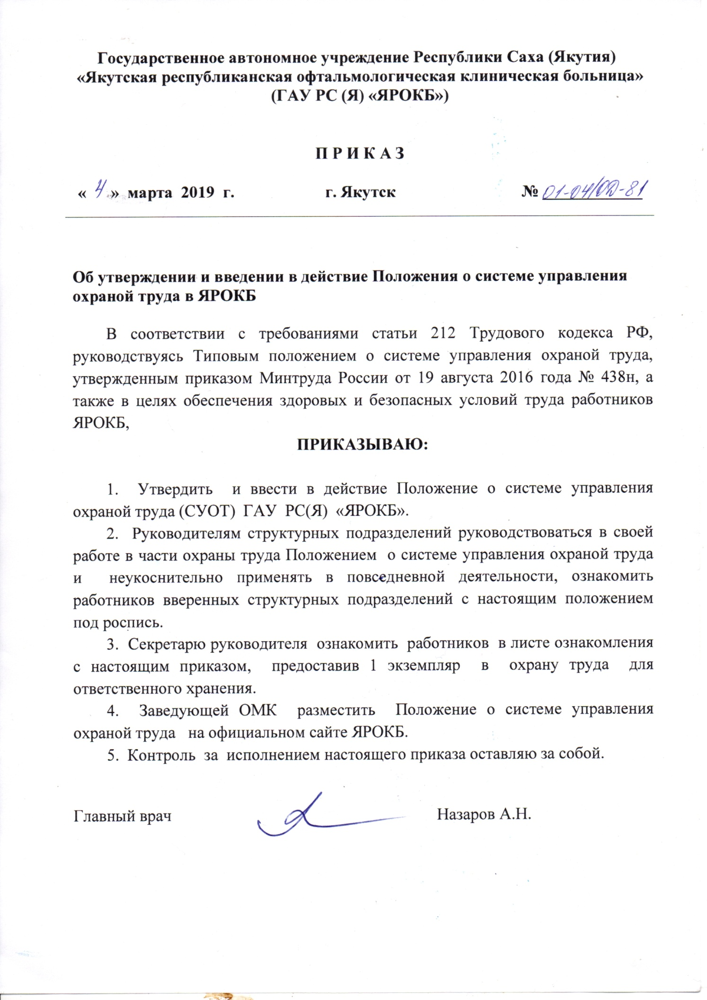 Государственное автономное учреждение Республики Саха (Якутия)
«Якутская республиканская офтальмологическая клиническая больница»
(ГАУ РС (Я) «ЯРОКБ»)
П Р И К А З
« 4 » марта 2019 г. г. Якутск № 01-04/ОД-81
Об утверждении и введении в действие Положения о системе управления
охраной труда в ЯРОКБ
В соответствии с требованиями статьи 212 Трудового кодекса РФ,
руководствуясь Типовым положением о системе управления охраной труда,
утвержденным приказом Минтруда России от 19 августа 2016 года № 438н, а
также в целях обеспечения здоровых и безопасных условий труда работников
ЯРОКБ,
ПРИКАЗЫВАЮ:
1. Утвердить и ввести в действие Положение о системе управления
охраной труда (СУОТ) ГАУ РС(Я) «ЯРОКБ».
2. Руководителям структурных подразделений руководствоваться в своей
работе в части охраны труда Положением о системе управления охраной труда
и неукоснительно применять в повседневной деятельности, ознакомить
работников вверенных структурных подразделений с настоящим положением
под роспись.
3. Секретарю руководителя ознакомить работников в листе ознакомления
с настоящим приказом, предоставив 1 экземпляр в охрану труда для
ответственного хранения.
4. Заведующей ОМК разместить Положение о системе управления
охраной труда на официальном сайте ЯРОКБ.
5. Контроль за исполнением настоящего приказа оставляю за собой.
Главный врач Назаров А.Н.